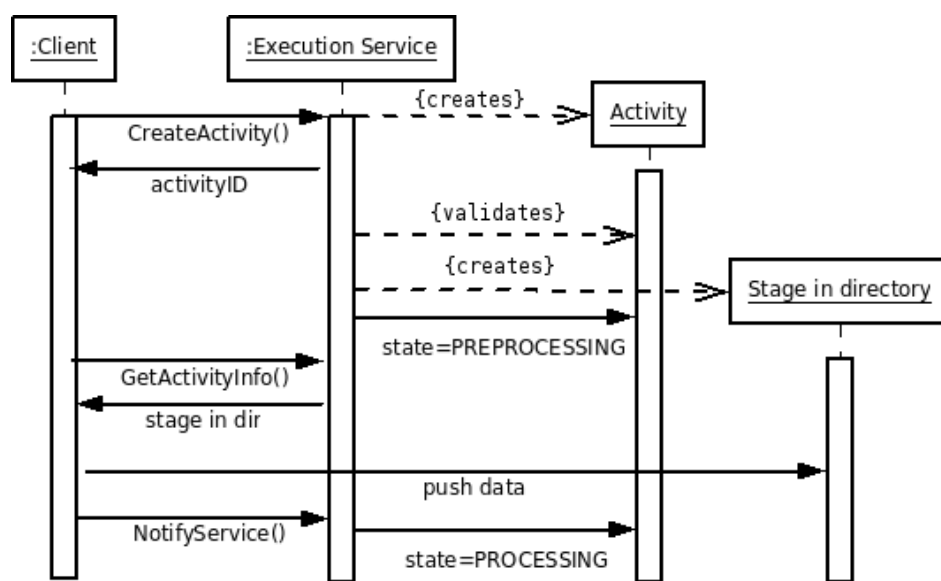 :Client
:Execution Service
{creates}
Activity
CreateActivity()
activityID
{validates}
{creates}
Stage in directory
state=PREPROCESSING
GetActivityInfo()
stage in dir
push data
NotifyService()
state=PROCESSING